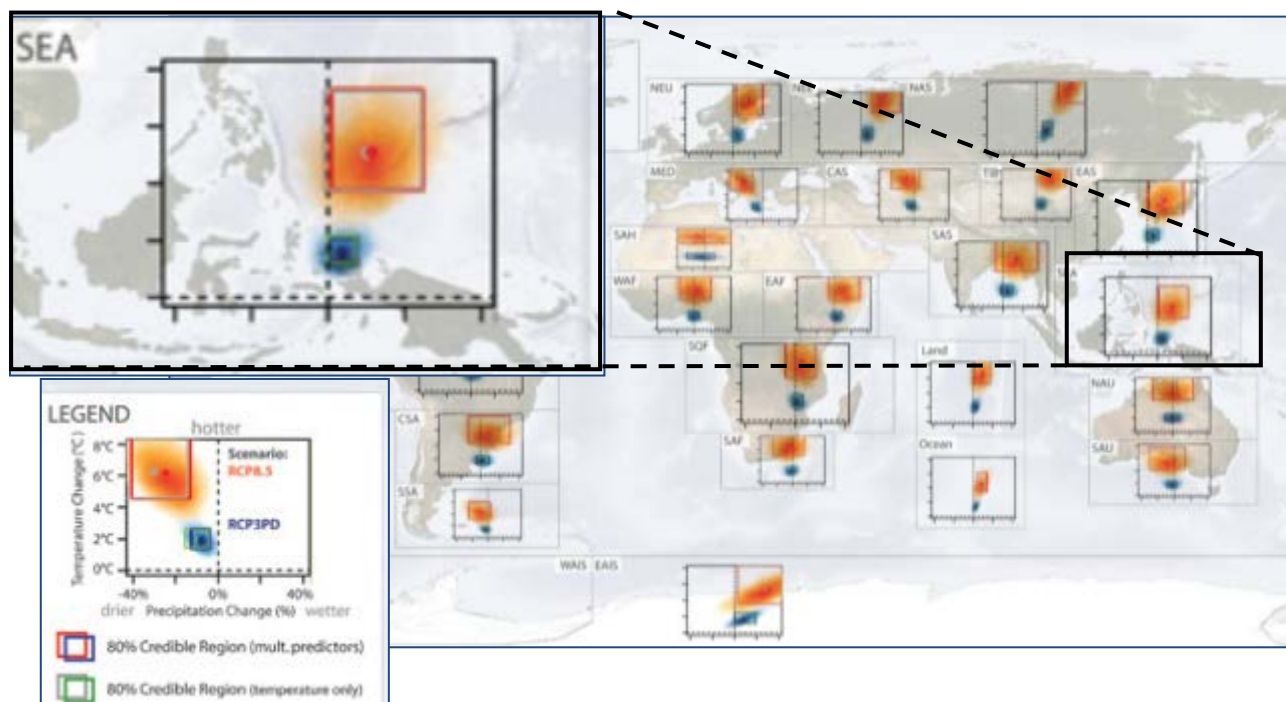 SEA
NEU
NEE
NAS
MED
CAS
TIB
EAS
SAH
SAS
WAF
EAF
SQF
Land
NAU
CSA
SAF
Ocean
SAU
SSA
WAIS EAIS
LEGEND
hotter
Temperature Change (°C)
8°C
6°C
4°C
2°C
0°C
Scenario:
RCP8.5
RCP3PD
-40% 0% 40%
drier Precipitation Change (%) wetter
80% Credible Region (mult. predictors)
80% Credible Region (temperature only)